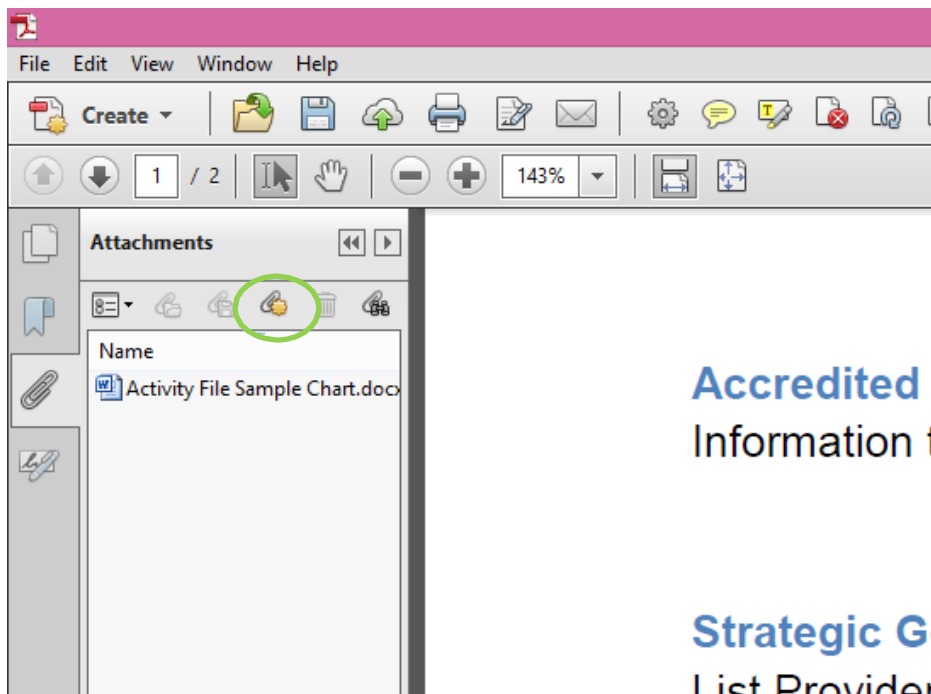 File Edit View Window Help
Create
1 / 2 143%
Attachments
Name
Activity File Sample Chart.docx
Accredited
Information
Strategic
List